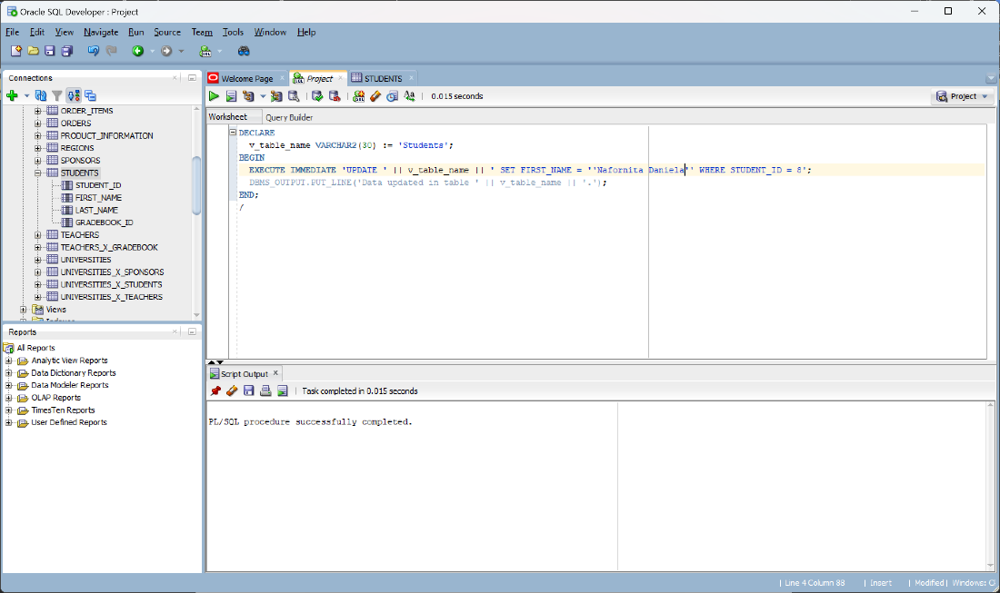 Oracle SQL Developer : Project
File Edit View Navigate Run Source Team Tools Window Help
Connections
ORDER_ITEMS
ORDERS
PRODUCT_INFORMATION
REGIONS
SPONSORS
STUDENTS
STUDENT_ID
FIRST_NAME
LAST_NAME
GRADEBOOK_ID
TEACHERS
TEACHERS_X_GRADEBOOK
UNIVERSITIES
UNIVERSITIES_X_SPONSORS
UNIVERSITIES_X_STUDENTS
UNIVERSITIES_X_TEACHERS
Views
Reports
All Reports
Analytic View Reports
Data Dictionary Reports
Data Modeler Reports
OLAP Reports
TimesTen Reports
User Defined Reports
Welcome Page Project STUDENTS
0.015 seconds Project
Worksheet Query Builder
DECLARE
v_table_name VARCHAR2(30) := 'Students';
BEGIN
EXECUTE IMMEDIATE 'UPDATE ' || v_table_name || ' SET FIRST_NAME = ''Nafornita Daniela'' WHERE STUDENT_ID = 8';
DBMS_OUTPUT.PUT_LINE('Data updated in table ' || v_table_name || '.');
END;
/
Script Output
Task completed in 0.015 seconds
PL/SQL procedure successfully completed.
Line 4 Column 88 | Insert | Modified | Windows: C